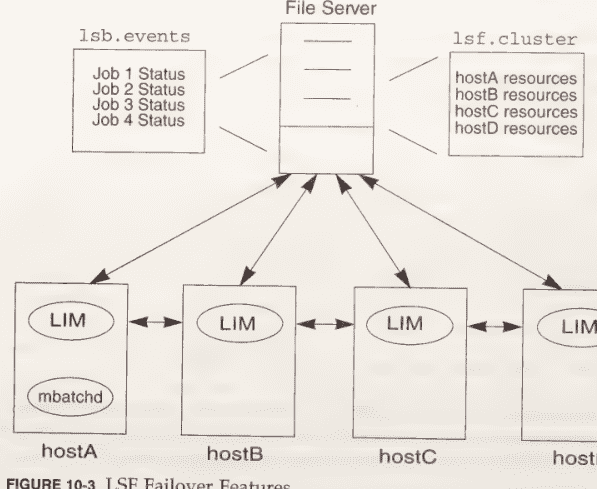 File Server
lsb.events
Job 1 Status
Job 2 Status
Job 3 Status
Job 4 Status
lsf.cluster
hostA resources
hostB resources
hostC resources
hostD resources
LIM
mbatchd
hostA
LIM
hostB
LIM
hostC
LIM
FIGURE 10-3 LSF Failover Features